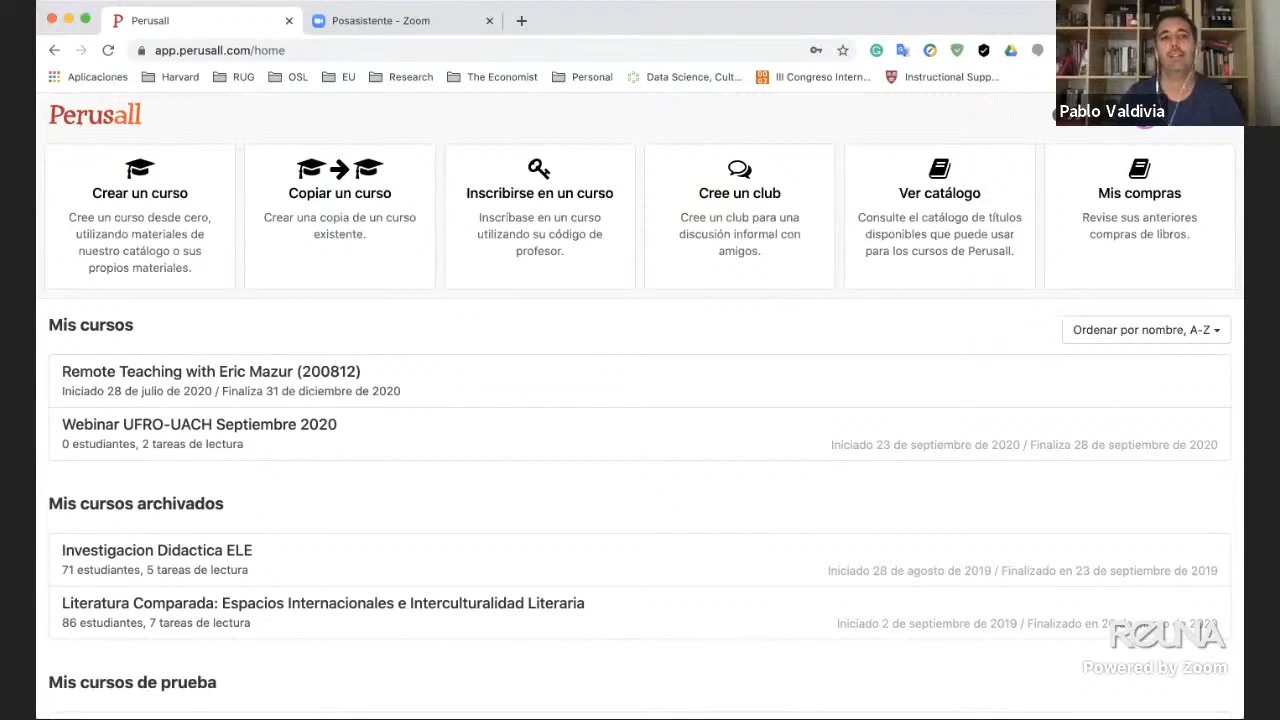 Perusall
Posasistente - Zoom
app.perusall.com/home
Aplicaciones
Harvard
RUG
OSL
EU
Research
The Economist
Personal
Data Science, Cult...
III Congreso Intern...
Instructional Supp...
Pablo Valdivia
Perusall
Crear un curso
Cree un curso desde cero,
utilizando materiales de
nuestro catálogo o sus
propios materiales.
Copiar un curso
Crear una copia de un curso
existente.
Inscribirse en un curso
Inscríbase en un curso
utilizando su código de
profesor.
Cree un club
Cree un club para una
discusión informal con
amigos.
Ver catálogo
Consulte el catálogo de títulos
disponibles que puede usar
para los cursos de Perusall.
Mis compras
Revise sus anteriores
compras de libros.
Mis cursos
Ordenar por nombre, A-Z
Remote Teaching with Eric Mazur (200812)
Iniciado 28 de julio de 2020 / Finaliza 31 de diciembre de 2020
Webinar UFRO-UACH Septiembre 2020
0 estudiantes, 2 tareas de lectura
Iniciado 23 de septiembre de 2020 / Finaliza 28 de septiembre de 2020
Mis cursos archivados
Investigacion Didactica ELE
71 estudiantes, 5 tareas de lectura
Iniciado 28 de agosto de 2019 / Finalizado en 23 de septiembre de 2019
Literatura Comparada: Espacios Internacionales e Interculturalidad Literaria
86 estudiantes, 7 tareas de lectura
Iniciado 2 de septiembre de 2019 / Finalizado en
REUNA
Powered by Zoom
Mis cursos de prueba